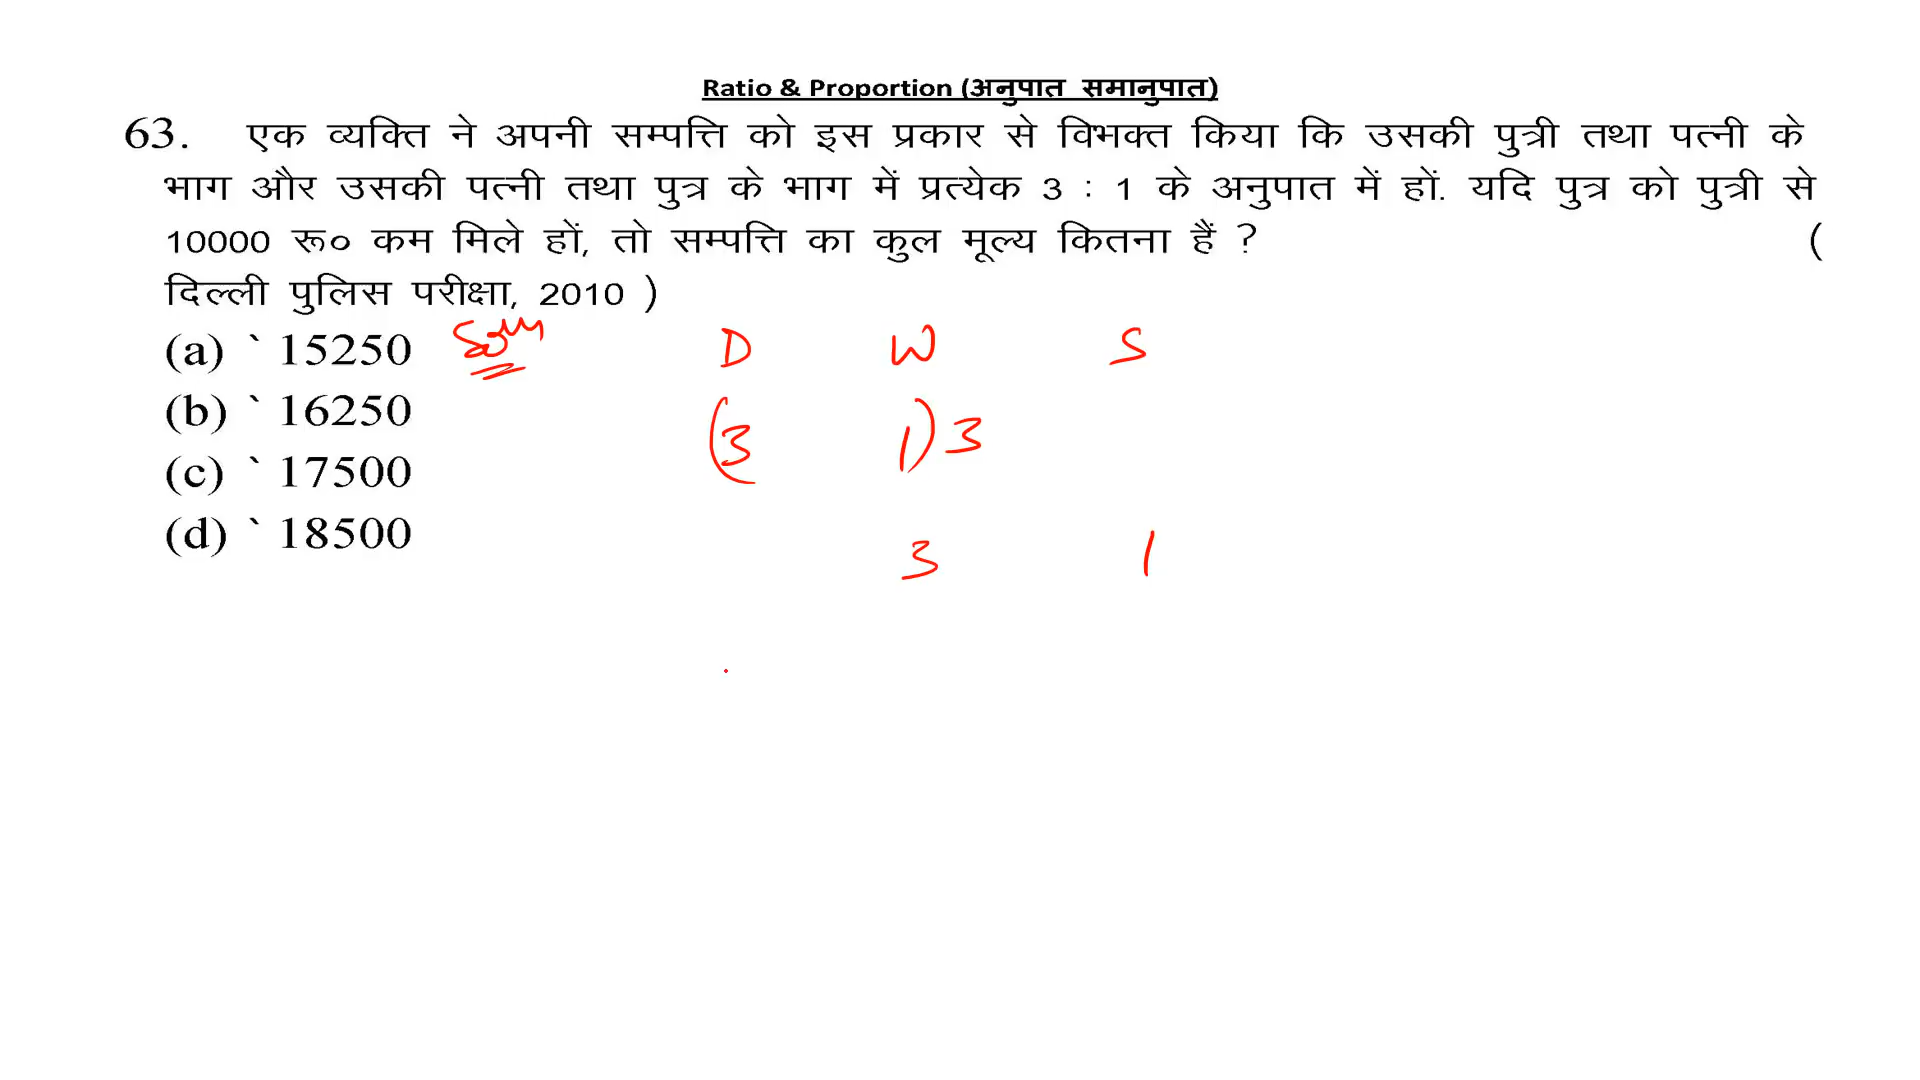 Ratio & Proportion (अनुपात समानुपात)
63. एक व्यक्ति ने अपनी सम्पत्ति को इस प्रकार से विभक्त किया कि उसकी पुत्री तथा पत्नी के
भाग और उसकी पत्नी तथा पुत्र के भाग में प्रत्येक 3 : 1 के अनुपात में हों. यदि पुत्र को पुत्री से
10000 रू० कम मिले हों, तो सम्पत्ति का कुल मूल्य कितना हैं ? (
दिल्ली पुलिस परीक्षा, 2010 )
(a) ` 15250 Soln D W S
(b) ` 16250 (3 1) 3
(c) ` 17500
(d) ` 18500
3 1